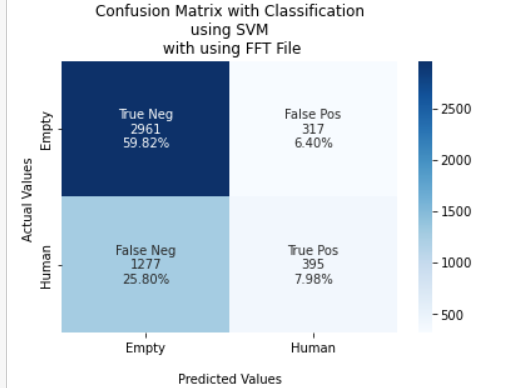 Confusion Matrix with Classification
using SVM
with using FFT File
Actual Values
Empty
Human
True Neg
2961
59.82%
False Pos
317
6.40%
False Neg
1277
25.80%
True Pos
395
7.98%
Empty
Human
Predicted Values
2500
2000
1500
1000
500